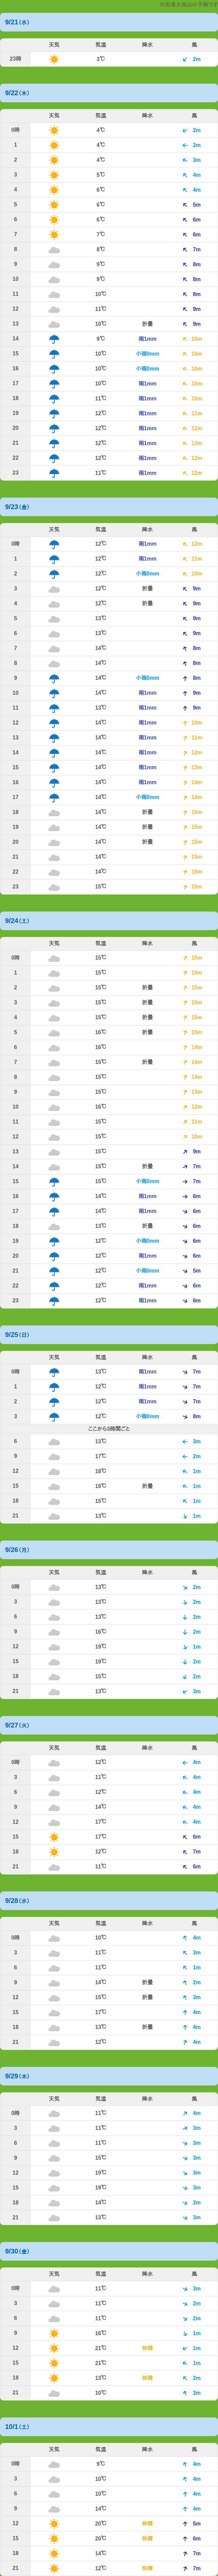 の予報です
9/21(水)
天気 気温 降水 風
23時 3℃ 2m
9/22(木)
天気 気温 降水 風
0時 4℃ 2m
1 4℃ 2m
2 4℃ 3m
3 5℃ 4m
4 6℃ 4m
5 6℃ 5m
6 6℃ 6m
7 7℃ 6m
8 8℃ 7m
9 9℃ 8m
10 9℃ 8m
11 10℃ 8m
12 11℃ 9m
13 10℃ 折畳 9m
14 9℃ 雨1mm 10m
15 10℃ 小雨0mm 10m
16 10℃ 小雨0mm 10m
17 10℃ 雨1mm 10m
18 11℃ 雨1mm 10m
19 12℃ 雨1mm 11m
20 12℃ 雨1mm 12m
21 12℃ 雨1mm 13m
22 12℃ 雨1mm 12m
23 11℃ 雨1mm 12m
9/23(金)
天気 気温 降水 風
0時 12℃ 雨1mm 12m
1 12℃ 雨1mm 11m
2 12℃ 小雨0mm 10m
3 12℃ 折畳 9m
4 12℃ 折畳 9m
5 13℃ 9m
6 13℃ 9m
7 14℃ 8m
8 14℃ 8m
9 14℃ 小雨0mm 8m
10 14℃ 雨1mm 9m
11 13℃ 雨1mm 9m
12 14℃ 雨1mm 10m
13 14℃ 雨1mm 11m
14 14℃ 雨1mm 12m
15 14℃ 雨1mm 13m
16 14℃ 雨1mm 14m
17 14℃ 小雨0mm 14m
18 14℃ 折畳 15m
19 14℃ 折畳 15m
20 14℃ 折畳 15m
21 14℃ 15m
22 14℃ 15m
23 15℃ 15m
9/24(土)
天気 気温 降水 風
0時 15℃ 15m
1 15℃ 15m
2 15℃ 折畳 15m
3 15℃ 折畳 15m
4 15℃ 折畳 15m
5 16℃ 折畳 15m
6 16℃ 14m
7 15℃ 折畳 14m
8 15℃ 14m
9 15℃ 13m
10 16℃ 12m
11 15℃ 11m
12 15℃ 10m
13 15℃ 9m
14 15℃ 折畳 7m
15 15℃ 小雨0mm 7m
16 14℃ 雨1mm 6m
17 14℃ 雨1mm 6m
18 13℃ 折畳 6m
19 12℃ 小雨0mm 6m
20 12℃ 雨1mm 6m
21 12℃ 小雨0mm 5m
22 12℃ 雨1mm 6m
23 12℃ 雨1mm 6m
9/25(日)
天気 気温 降水 風
0時 13℃ 雨1mm 7m
1 12℃ 雨1mm 7m
2 12℃ 雨1mm 7m
3 12℃ 小雨0mm 8m
ここから3時間ごと
6 13℃ 3m
9 17℃ 2m
12 18℃ 1m
15 18℃ 折畳 1m
18 15℃ 1m
21 13℃ 1m
9/26(月)
天気 気温 降水 風
0時 13℃ 2m
3 13℃ 2m
6 13℃ 2m
9 16℃ 2m
12 19℃ 1m
15 19℃ 2m
18 15℃ 2m
21 13℃ 3m
9/27(火)
天気 気温 降水 風
0時 12℃ 4m
3 11℃ 4m
6 12℃ 4m
9 14℃ 4m
12 17℃ 4m
15 17℃ 6m
18 12℃ 7m
21 11℃ 6m
9/28(水)
天気 気温 降水 風
0時 10℃ 4m
3 11℃ 3m
6 11℃ 1m
9 14℃ 折畳 2m
12 15℃ 折畳 3m
15 17℃ 4m
18 13℃ 折畳 4m
21 12℃ 4m
9/29(木)
天気 気温 降水 風
0時 11℃ 4m
3 11℃ 3m
6 11℃ 3m
9 15℃ 3m
12 19℃ 3m
15 19℃ 3m
18 14℃ 2m
21 13℃ 3m
9/30(金)
天気 気温 降水 風
0時 11℃ 3m
3 11℃ 2m
6 11℃ 2m
9 16℃ 1m
12 21℃ 快晴 1m
15 21℃ 1m
18 13℃ 快晴 2m
21 10℃ 3m
10/1(土)
天気 気温 降水 風
0時 9℃ 4m
3 10℃ 4m
6 10℃ 4m
9 14℃ 4m
12 20℃ 快晴 5m
15 20℃ 快晴 6m
18 14℃ 7m
21 12℃ 快晴 7m